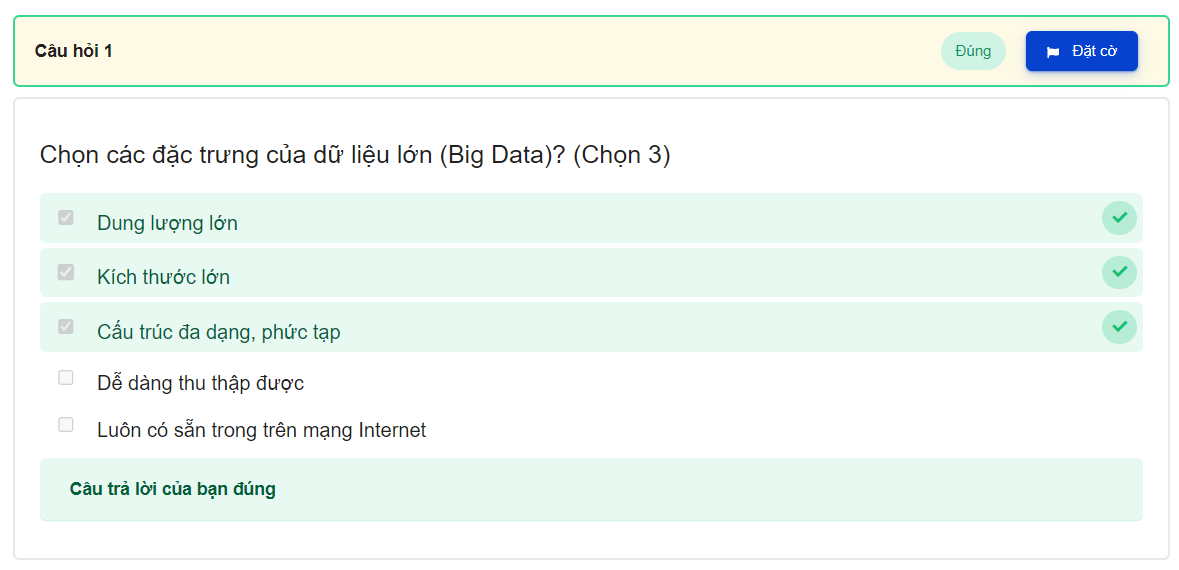 Câu hỏi 1
Đúng
Đặt cờ
Chọn các đặc trưng của dữ liệu lớn (Big Data)? (Chọn 3)
Dung lượng lớn
Kích thước lớn
Cấu trúc đa dạng, phức tạp
Dễ dàng thu thập được
Luôn có sẵn trong trên mạng Internet
Câu trả lời của bạn đúng